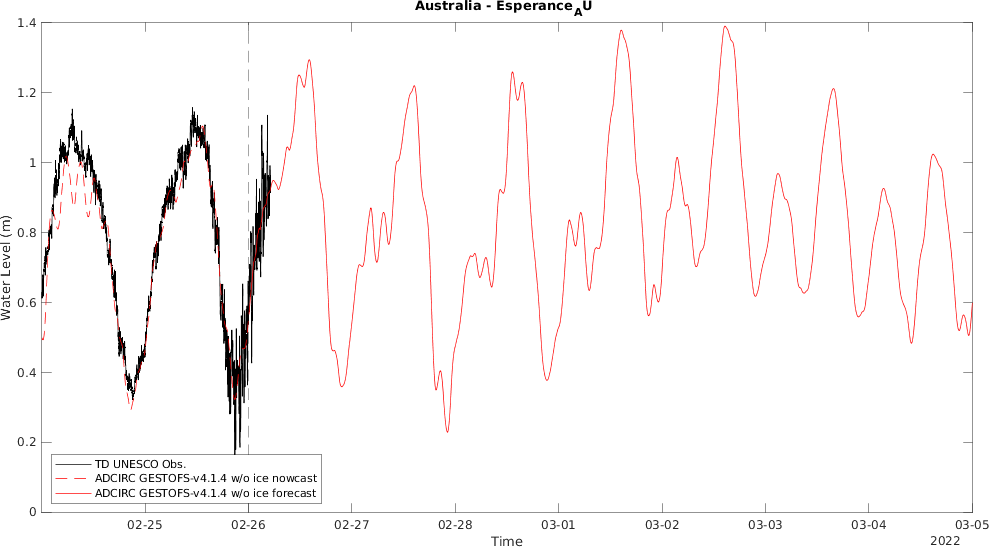 Australia - Esperance_AU
1.4
1.2
1
0.8
0.6
0.4
0.2
0
Water Level (m)
TD UNESCO Obs.
ADCIRC GESTOFS-v4.1.4 w/o ice nowcast
ADCIRC GESTOFS-v4.1.4 w/o ice forecast
02-25 02-26 02-27 02-28 03-01 03-02 03-03 03-04 03-05
Time
2022